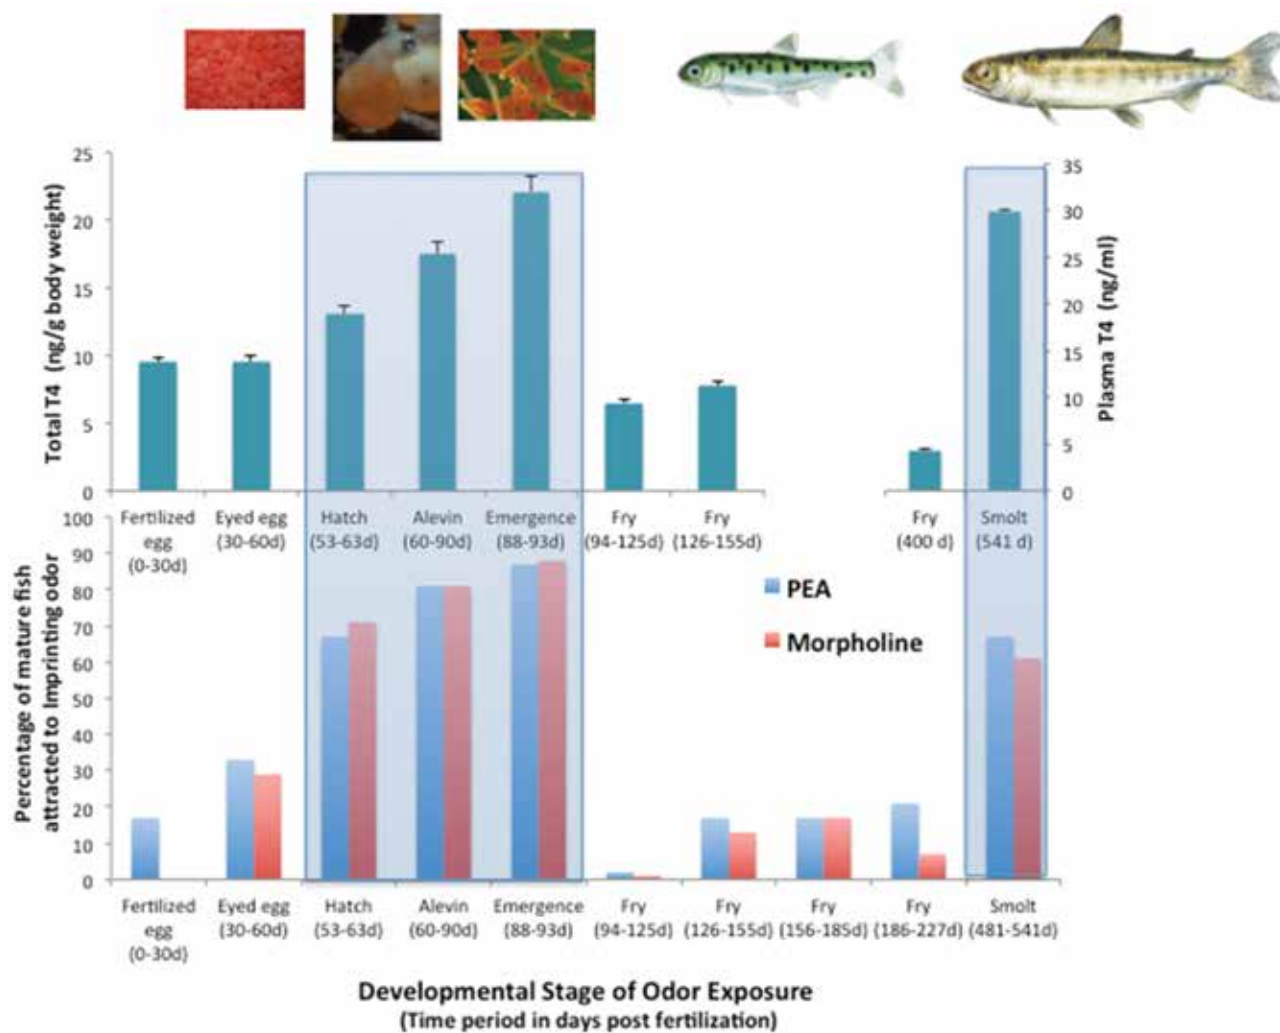 25
20
15
10
5
0
Total T4 (ng/g body weight)
35
30
25
20
15
10
5
0
Plasma T4 (ng/ml)
Fertilized Eyed egg Hatch Alevin Emergence Fry Fry Fry Smolt
egg (30-60d) (53-63d) (60-90d) (88-93d) (94-125d) (126-155d) (400 d) (541 d)
(0-30d)
100
90
80
70
60
50
40
30
20
10
0
Percentage of mature fish
attracted to Imprinting odor
PEA
Morpholine
Fertilized Eyed egg Hatch Alevin Emergence Fry Fry Fry Fry Smolt
egg (30-60d) (53-63d) (60-90d) (88-93d) (94-125d) (126-155d) (156-185d) (186-227d) (481-541d)
(0-30d)
Developmental Stage of Odor Exposure
(Time period in days post fertilization)